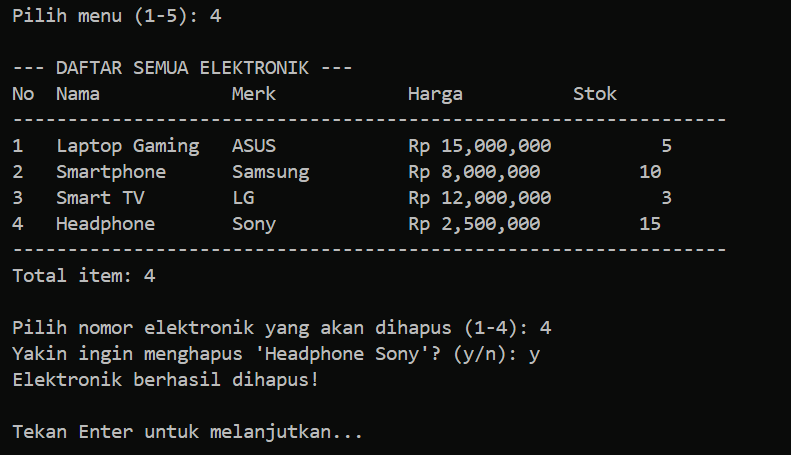 Pilih menu (1-5): 4
--- DAFTAR SEMUA ELEKTRONIK ---
No  Nama            Merk            Harga          Stok
-----------------------------------------------------------------
1   Laptop Gaming   ASUS            Rp 15,000,000          5
2   Smartphone      Samsung         Rp 8,000,000         10
3   Smart TV        LG              Rp 12,000,000          3
4   Headphone       Sony            Rp 2,500,000         15
-----------------------------------------------------------------
Total item: 4
Pilih nomor elektronik yang akan dihapus (1-4): 4
Yakin ingin menghapus 'Headphone Sony'? (y/n): y
Elektronik berhasil dihapus!
Tekan Enter untuk melanjutkan...